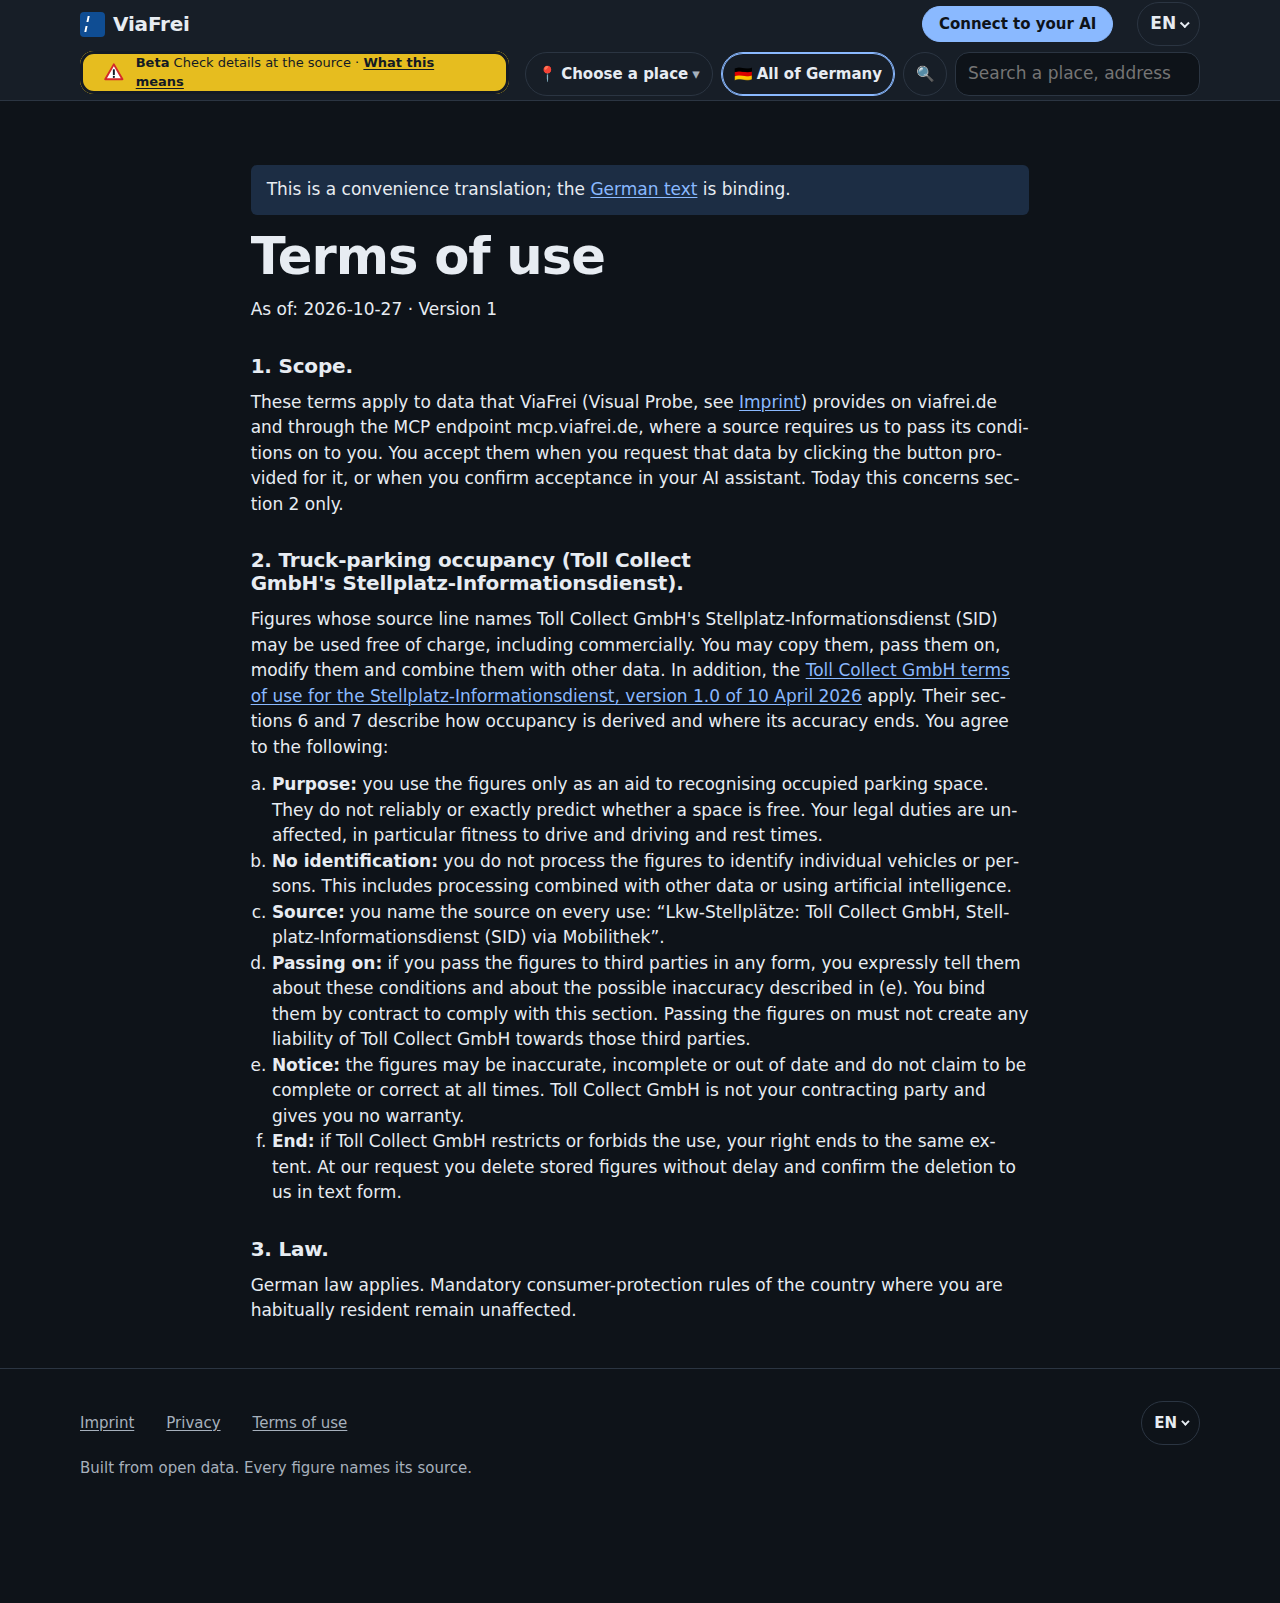 ViaFrei
Connect to your AI
EN
Beta Check details at the source · What this
means
Choose a place ▾
All of Germany
Search a place, address
This is a convenience translation; the German text is binding.
Terms of use
As of: 2026-10-27 · Version 1
1. Scope.
These terms apply to data that ViaFrei (Visual Probe, see Imprint) provides on viafrei.de
and through the MCP endpoint mcp.viafrei.de, where a source requires us to pass its condi-
tions on to you. You accept them when you request that data by clicking the button pro-
vided for it, or when you confirm acceptance in your AI assistant. Today this concerns sec-
tion 2 only.
2. Truck-parking occupancy (Toll Collect
GmbH's Stellplatz-Informationsdienst).
Figures whose source line names Toll Collect GmbH's Stellplatz-Informationsdienst (SID)
may be used free of charge, including commercially. You may copy them, pass them on,
modify them and combine them with other data. In addition, the Toll Collect GmbH terms
of use for the Stellplatz-Informationsdienst, version 1.0 of 10 April 2026 apply. Their sec-
tions 6 and 7 describe how occupancy is derived and where its accuracy ends. You agree
to the following:
a. Purpose: you use the figures only as an aid to recognising occupied parking space.
They do not reliably or exactly predict whether a space is free. Your legal duties are un-
affected, in particular fitness to drive and driving and rest times.
b. No identification: you do not process the figures to identify individual vehicles or per-
sons. This includes processing combined with other data or using artificial intelligence.
c. Source: you name the source on every use: “Lkw-Stellplätze: Toll Collect GmbH, Stell-
platz-Informationsdienst (SID) via Mobilithek”.
d. Passing on: if you pass the figures to third parties in any form, you expressly tell them
about these conditions and about the possible inaccuracy described in (e). You bind
them by contract to comply with this section. Passing the figures on must not create any
liability of Toll Collect GmbH towards those third parties.
e. Notice: the figures may be inaccurate, incomplete or out of date and do not claim to be
complete or correct at all times. Toll Collect GmbH is not your contracting party and
gives you no warranty.
f. End: if Toll Collect GmbH restricts or forbids the use, your right ends to the same ex-
tent. At our request you delete stored figures without delay and confirm the deletion to
us in text form.
3. Law.
German law applies. Mandatory consumer-protection rules of the country where you are
habitually resident remain unaffected.
Imprint
Privacy
Terms of use
EN
Built from open data. Every figure names its source.